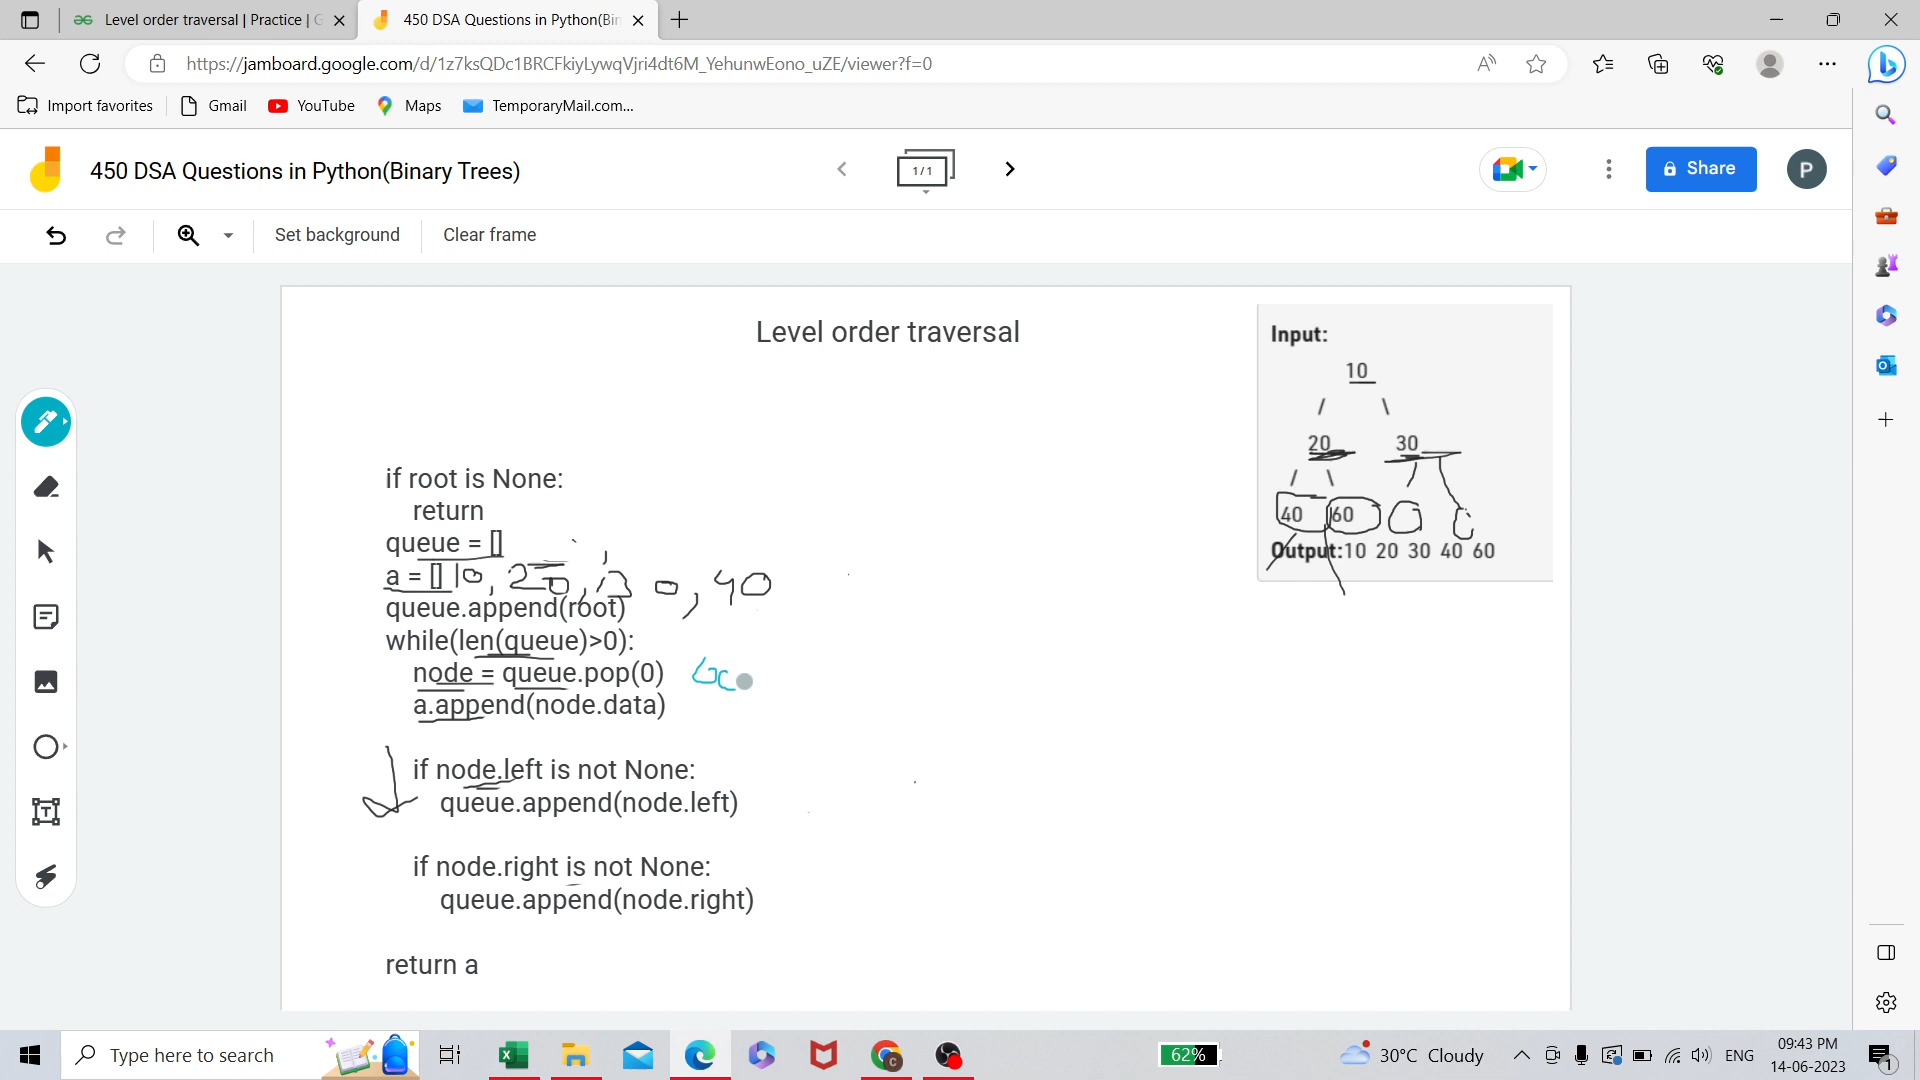 Level order traversal | Practice | G
450 DSA Questions in Python(Bin
https://jamboard.google.com/d/1z7ksQDc1BRCFkiyLywqVjri4dt6M_YehunwEono_uZE/viewer?f=0
Import favorites
Gmail
YouTube
Maps
TemporaryMail.com...
450 DSA Questions in Python(Binary Trees)
1/1
Share
P
Set background
Clear frame
Level order traversal
Input:
10
/ \
20 30
/ \
40 60
Output:10 20 30 40 60
if root is None:
return
queue = []
a = [] 10, 20, 30, 40
queue.append(root)
while(len(queue)>0):
node = queue.pop(0)
a.append(node.data)
if node.left is not None:
queue.append(node.left)
if node.right is not None:
queue.append(node.right)
return a
Type here to search
62%
30°C Cloudy
ENG
09:43 PM
14-06-2023
1